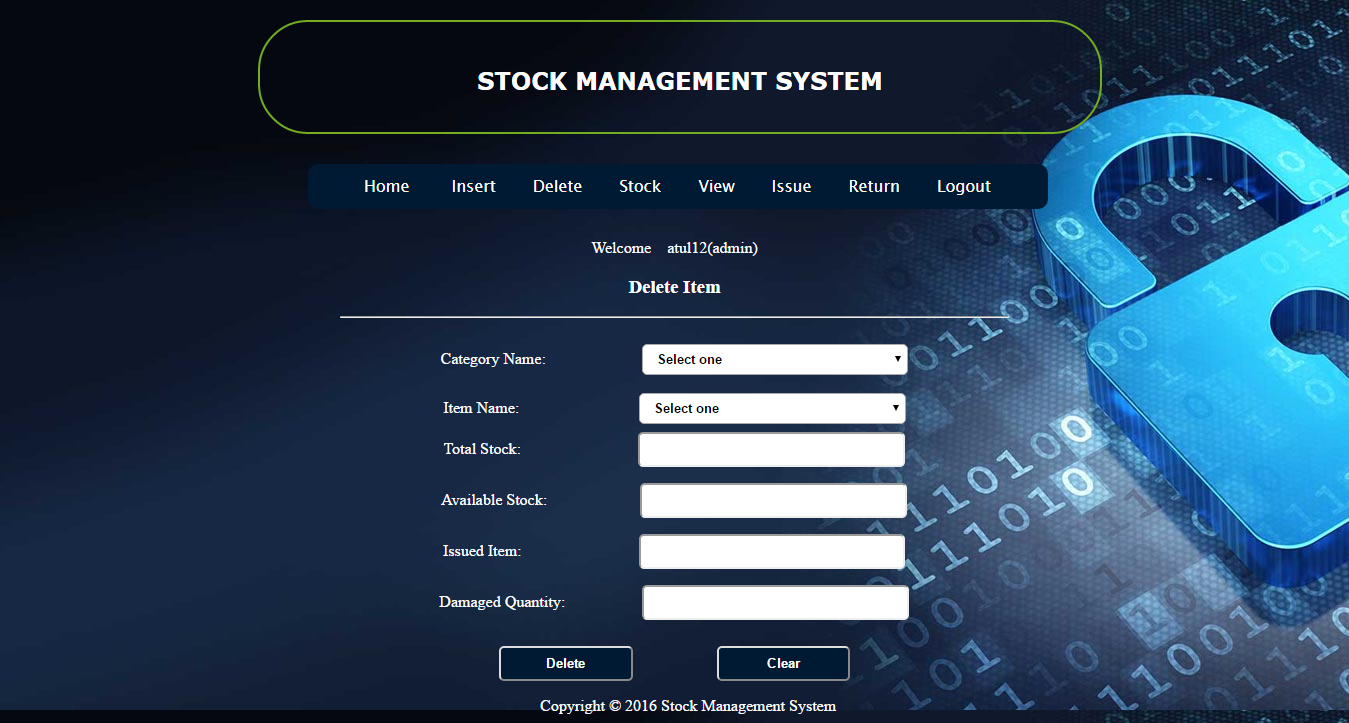 STOCK MANAGEMENT SYSTEM
Home Insert Delete Stock View Issue Return Logout
Welcome atul12(admin)
Delete Item
Category Name: Select one
Item Name: Select one
Total Stock:
Available Stock:
Issued Item:
Damaged Quantity:
Delete Clear
Copyright © 2016 Stock Management System